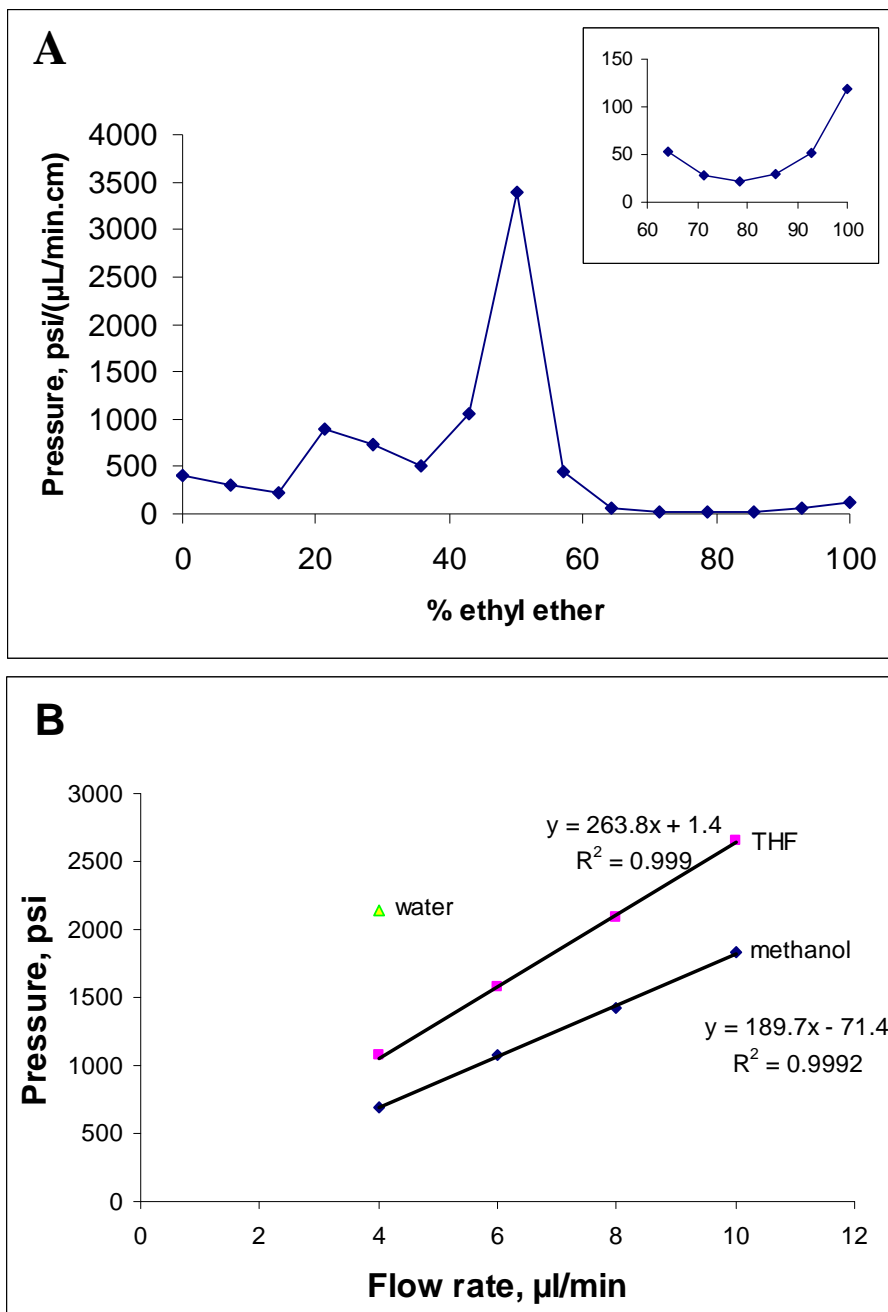 A
150
100
50
0
60 70 80 90 100
4000
3500
3000
2500
2000
1500
1000
500
0
Pressure, psi/(µL/min.cm)
0 20 40 60 80 100
% ethyl ether
B
3000
2500
2000
1500
1000
500
0
Pressure, psi
y = 263.8x + 1.4
R² = 0.999
THF
water
methanol
y = 189.7x - 71.4
R² = 0.9992
0 2 4 6 8 10 12
Flow rate, µl/min